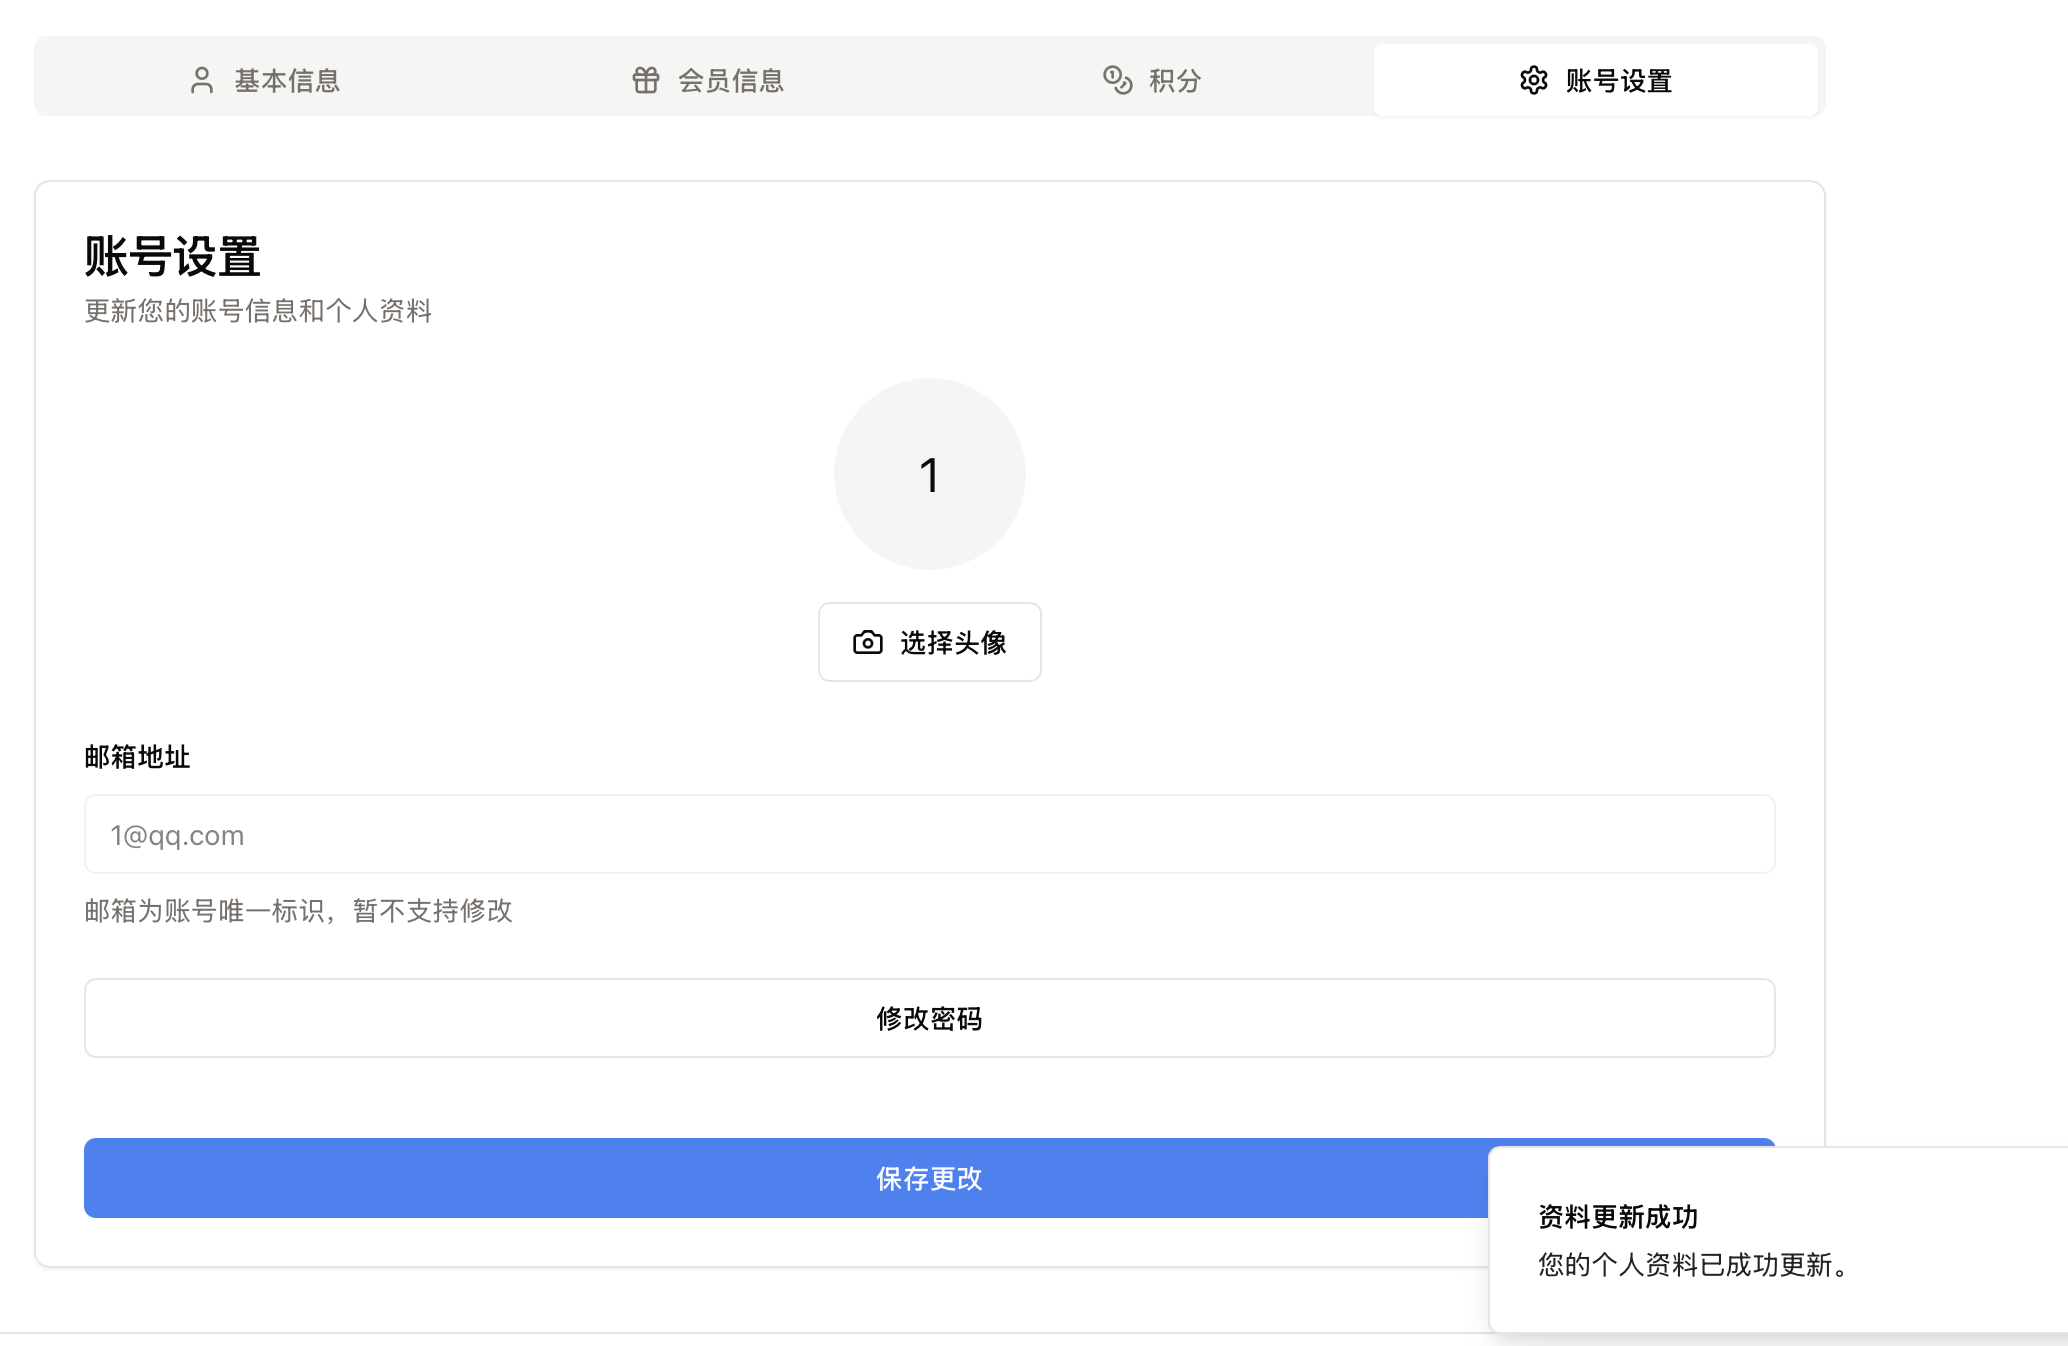 基本信息
会员信息
积分
账号设置
账号设置
更新您的账号信息和个人资料
1
选择头像
邮箱地址
1@qq.com
邮箱为账号唯一标识，暂不支持修改
修改密码
保存更改
资料更新成功
您的个人资料已成功更新。